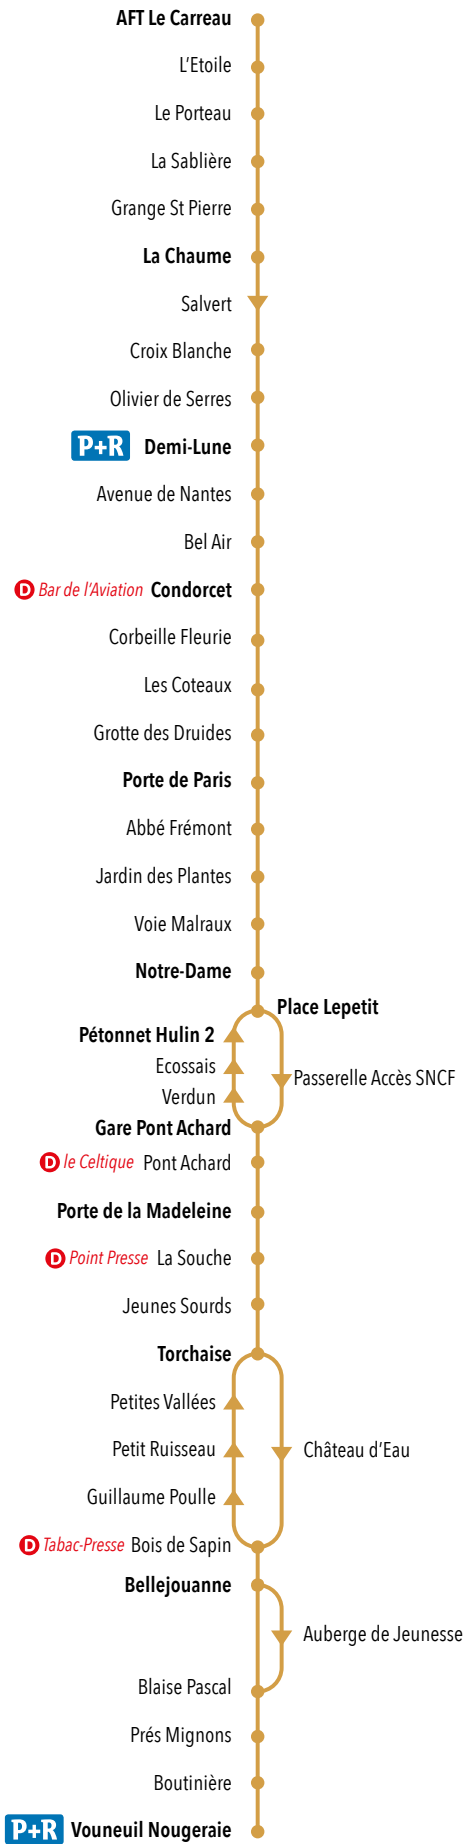 AFT Le Carreau
L'Etoile
Le Porteau
La Sablière
Grange St Pierre
La Chaume
Salvert
Croix Blanche
Olivier de Serres
P+R Demi-Lune
Avenue de Nantes
Bel Air
D Bar de l'Aviation Condorcet
Corbeille Fleurie
Les Coteaux
Grotte des Druides
Porte de Paris
Abbé Frémont
Jardin des Plantes
Voie Malraux
Notre-Dame
Place Lepetit
Pétonnet Hulin 2
Ecossais
Passerelle Accès SNCF
Verdun
Gare Pont Achard
D le Celtique Pont Achard
Porte de la Madeleine
D Point Presse La Souche
Jeunes Sourds
Torchaise
Petites Vallées
Petit Ruisseau
Château d'Eau
Guillaume Poulle
D Tabac-Presse Bois de Sapin
Bellejouanne
Auberge de Jeunesse
Blaise Pascal
Prés Mignons
Boutinière
P+R Vouneuil Nougeraie